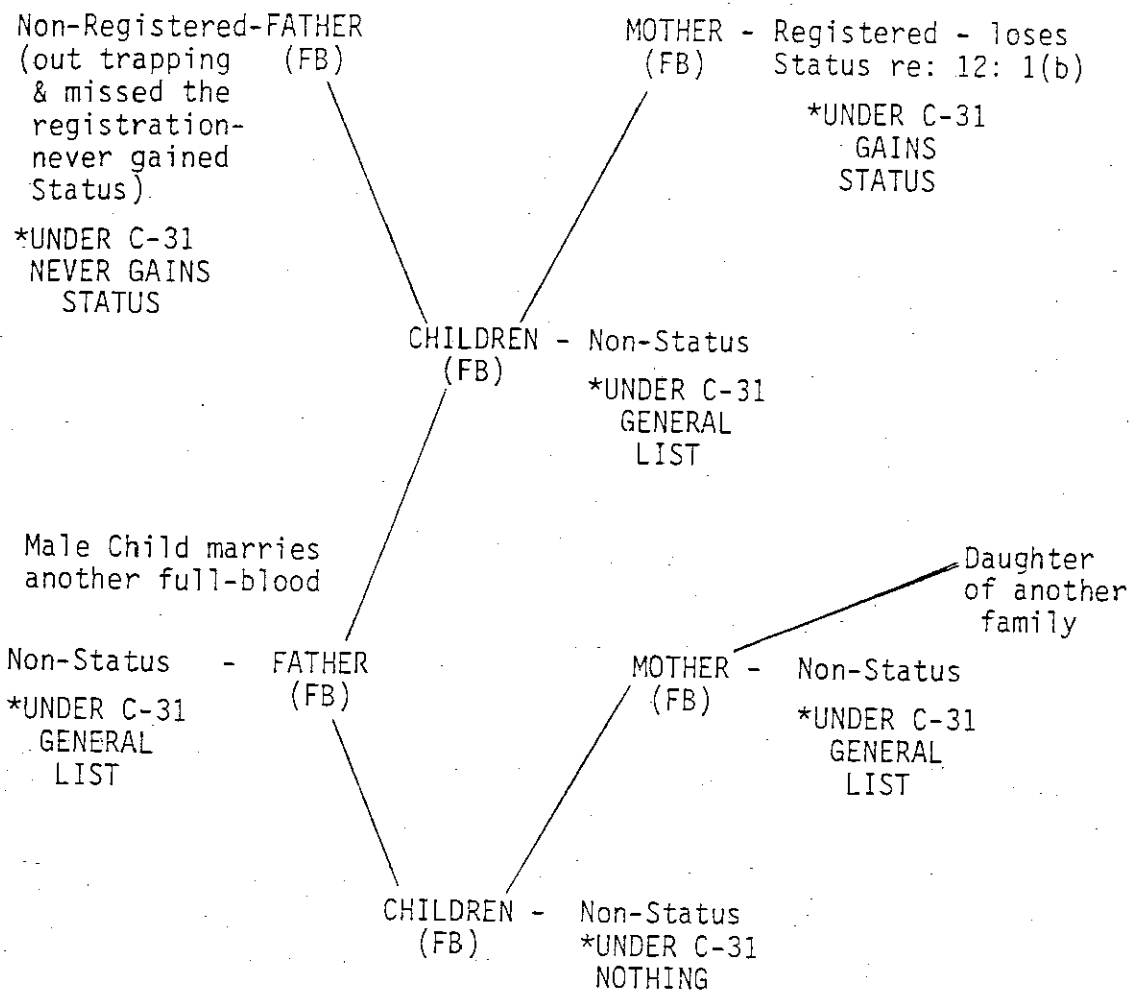 Non-Registered-FATHER
(out trapping (FB)
& missed the
registration-
never gained
Status)
*UNDER C-31
NEVER GAINS
STATUS
MOTHER - Registered - loses
(FB) Status re: 12: 1(b)
*UNDER C-31
GAINS
STATUS
CHILDREN - Non-Status
(FB)
*UNDER C-31
GENERAL
LIST
Male Child marries
another full-blood
Daughter
of another
family
Non-Status - FATHER
(FB)
*UNDER C-31
GENERAL
LIST
MOTHER - Non-Status
(FB)
*UNDER C-31
GENERAL
LIST
CHILDREN - Non-Status
(FB) *UNDER C-31
NOTHING